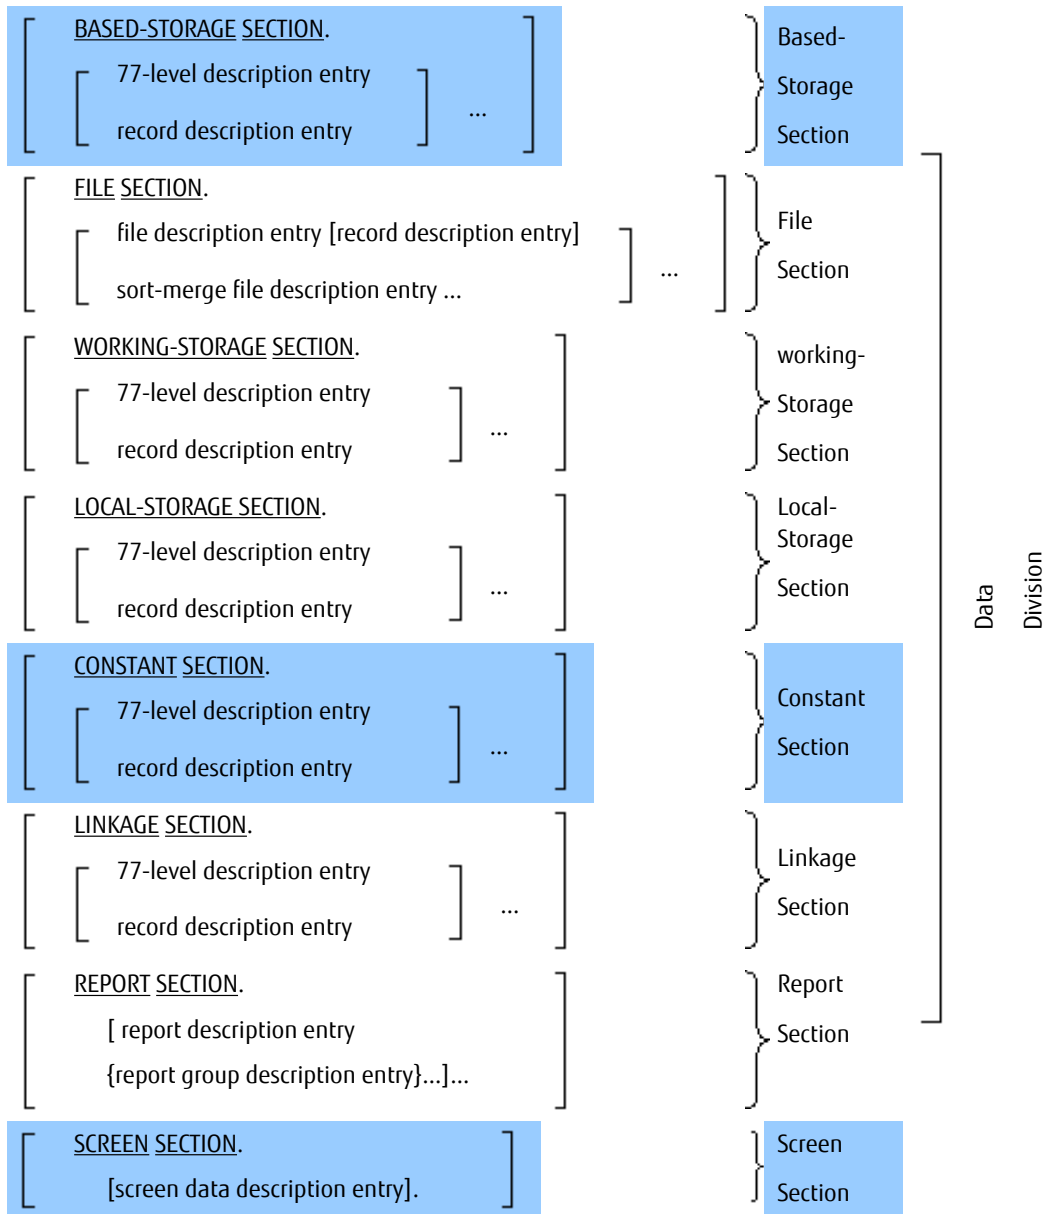 BASED-STORAGE SECTION.
77-level description entry
record description entry
...
Based-
Storage
Section
FILE SECTION.
file description entry [record description entry]
sort-merge file description entry ...
...
File
Section
WORKING-STORAGE SECTION.
77-level description entry
record description entry
...
working-
Storage
Section
LOCAL-STORAGE SECTION.
77-level description entry
record description entry
...
Local-
Storage
Section
CONSTANT SECTION.
77-level description entry
record description entry
...
Constant
Section
LINKAGE SECTION.
77-level description entry
record description entry
...
Linkage
Section
REPORT SECTION.
[ report description entry
{report group description entry}...]...
Report
Section
SCREEN SECTION.
[screen data description entry].
Screen
Section
Data
Division